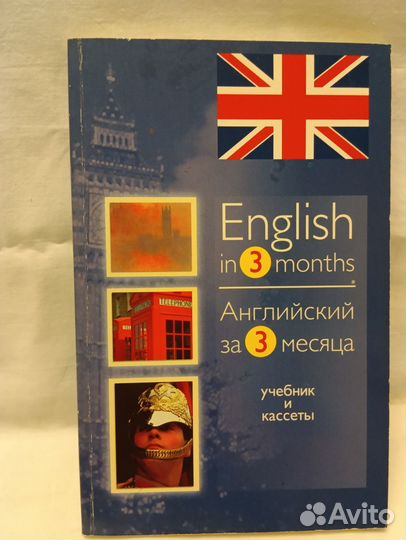 English
in 3 months
Английский
за 3 месяца
учебник
и
кассеты
TELEPHONE
Avito